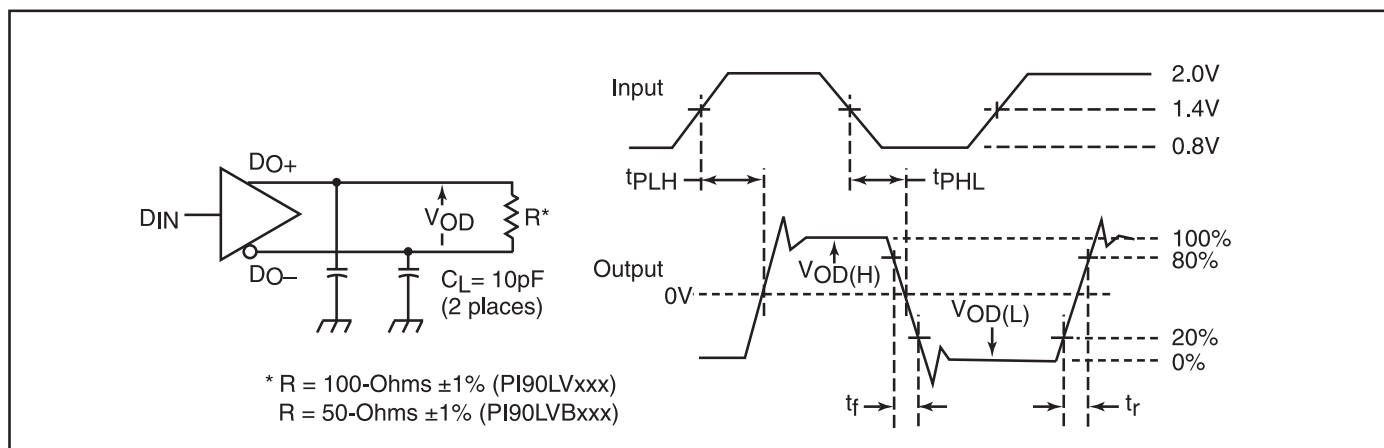 DO+
DIN
DO–
VOD
R*
CL= 10pF
(2 places)
* R = 100-Ohms ±1% (PI90LVxxx)
R = 50-Ohms ±1% (PI90LVBxxx)
Input
2.0V
1.4V
0.8V
tPLH
tPHL
Output
0V
VOD(H)
VOD(L)
100%
80%
20%
0%
tf
tr